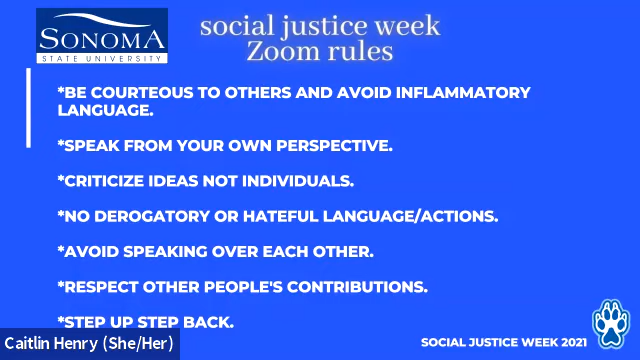 SONOMA
STATE UNIVERSITY
social justice week
Zoom rules
*BE COURTEOUS TO OTHERS AND AVOID INFLAMMATORY
LANGUAGE.
*SPEAK FROM YOUR OWN PERSPECTIVE.
*CRITICIZE IDEAS NOT INDIVIDUALS.
*NO DEROGATORY OR HATEFUL LANGUAGE/ACTIONS.
*AVOID SPEAKING OVER EACH OTHER.
*RESPECT OTHER PEOPLE'S CONTRIBUTIONS.
*STEP UP STEP BACK.
Caitlin Henry (She/Her)
SOCIAL JUSTICE WEEK 2021